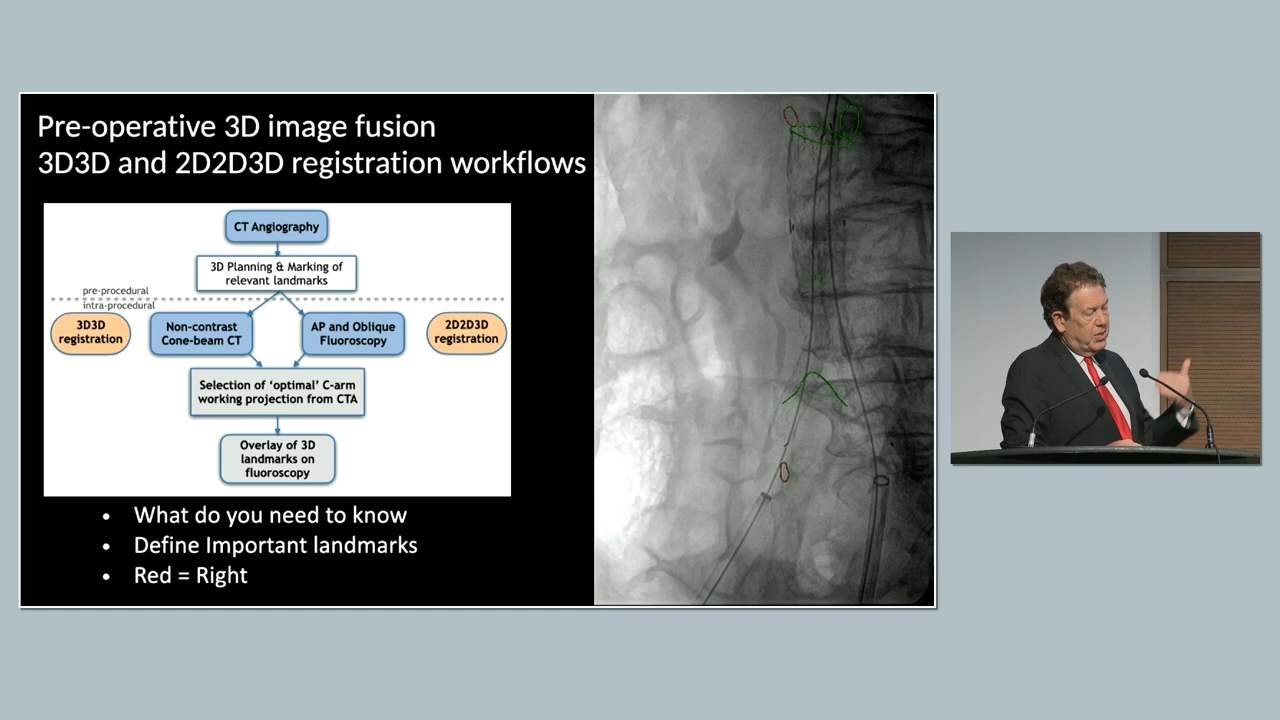 Pre-operative 3D image fusion
3D3D and 2D2D3D registration workflows
CT Angiography
3D Planning & Marking of
relevant landmarks
pre-procedural
intra-procedural
3D3D
registration
Non-contrast
Cone-beam CT
AP and Oblique
Fluoroscopy
2D2D3D
registration
Selection of ‘optimal’ C-arm
working projection from CTA
Overlay of 3D
landmarks on
fluoroscopy
• What do you need to know
• Define Important landmarks
• Red = Right